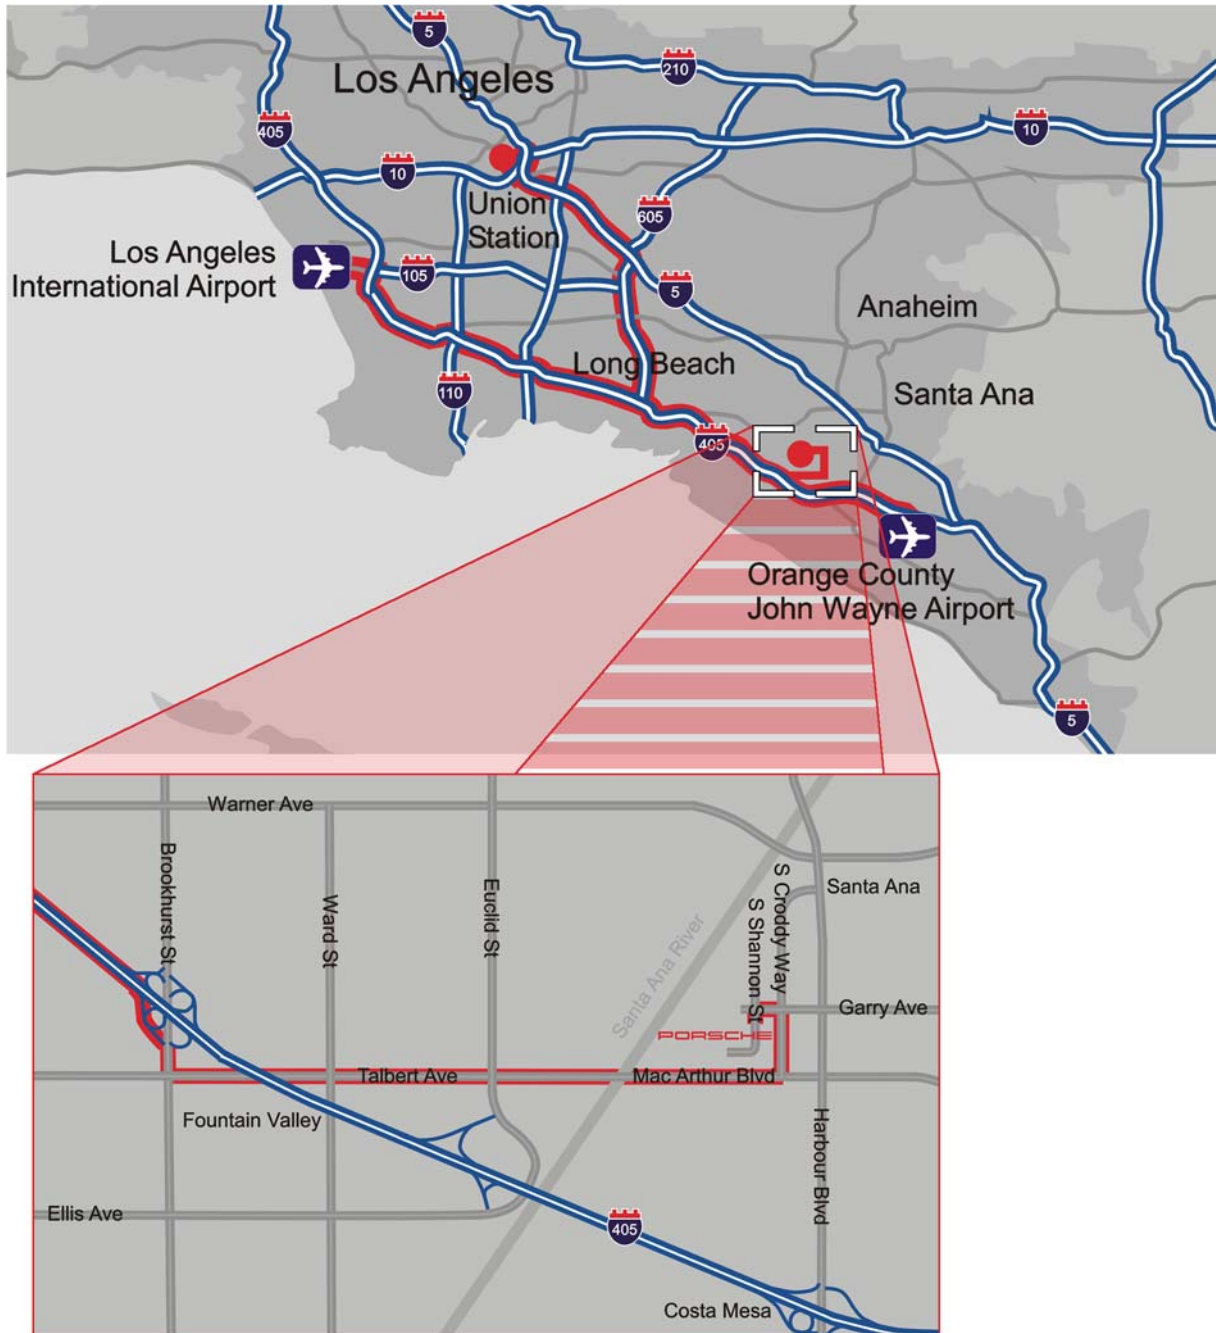 5
210
Los Angeles
405
10
10
Union
Station
605
Los Angeles
International Airport
105
5
Anaheim
Long Beach
110
Santa Ana
405
Orange County
John Wayne Airport
5
Warner Ave
Brookhurst St
Ward St
Euclid St
Santa Ana River
S Shannon St
S Croddy Way
Santa Ana
Garry Ave
PORSCHE
Talbert Ave
Mac Arthur Blvd
Fountain Valley
Harbour Blvd
Ellis Ave
405
Costa Mesa